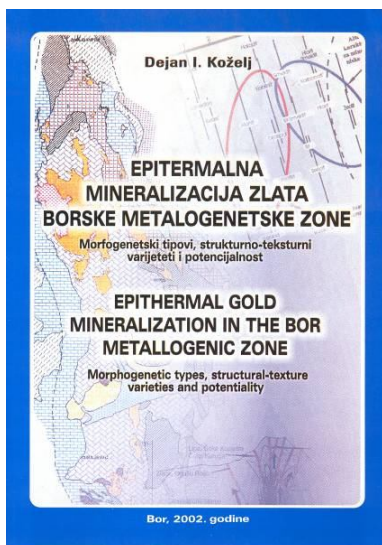 Dejan I. Koželj
EPITERMALNA
MINERALIZACIJA ZLATA
BORSKE METALOGENETSKE ZONE
Morfogenetski tipovi, strukturno-teksturni
varijeteti i potencijalnost
EPITHERMAL GOLD
MINERALIZATION IN THE BOR
METALLOGENIC ZONE
Morphogenetic types, structural-texture
varieties and potentiality
Bor, 2002. godine